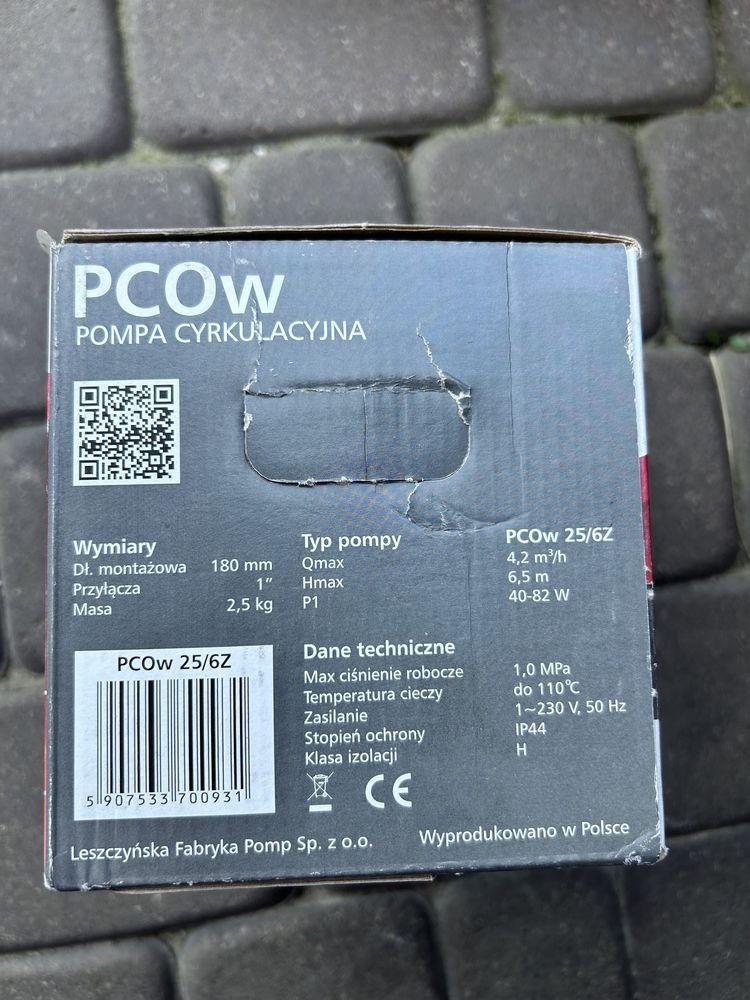 PCOw
POMPA CYRKULACYJNA
Wymiary
Dł. montażowa 180 mm
Przyłącza 1”
Masa 2,5 kg
Typ pompy PCOw 25/6Z
Qmax 4,2 m³/h
Hmax 6,5 m
P1 40-82 W
PCOw 25/6Z
5 907533 700931
Dane techniczne
Max ciśnienie robocze 1,0 MPa
Temperatura cieczy do 110°C
Zasilanie 1~230 V, 50 Hz
Stopień ochrony IP44
Klasa izolacji H
CE
Leszczyńska Fabryka Pomp Sp. z o.o. Wyprodukowano w Polsce